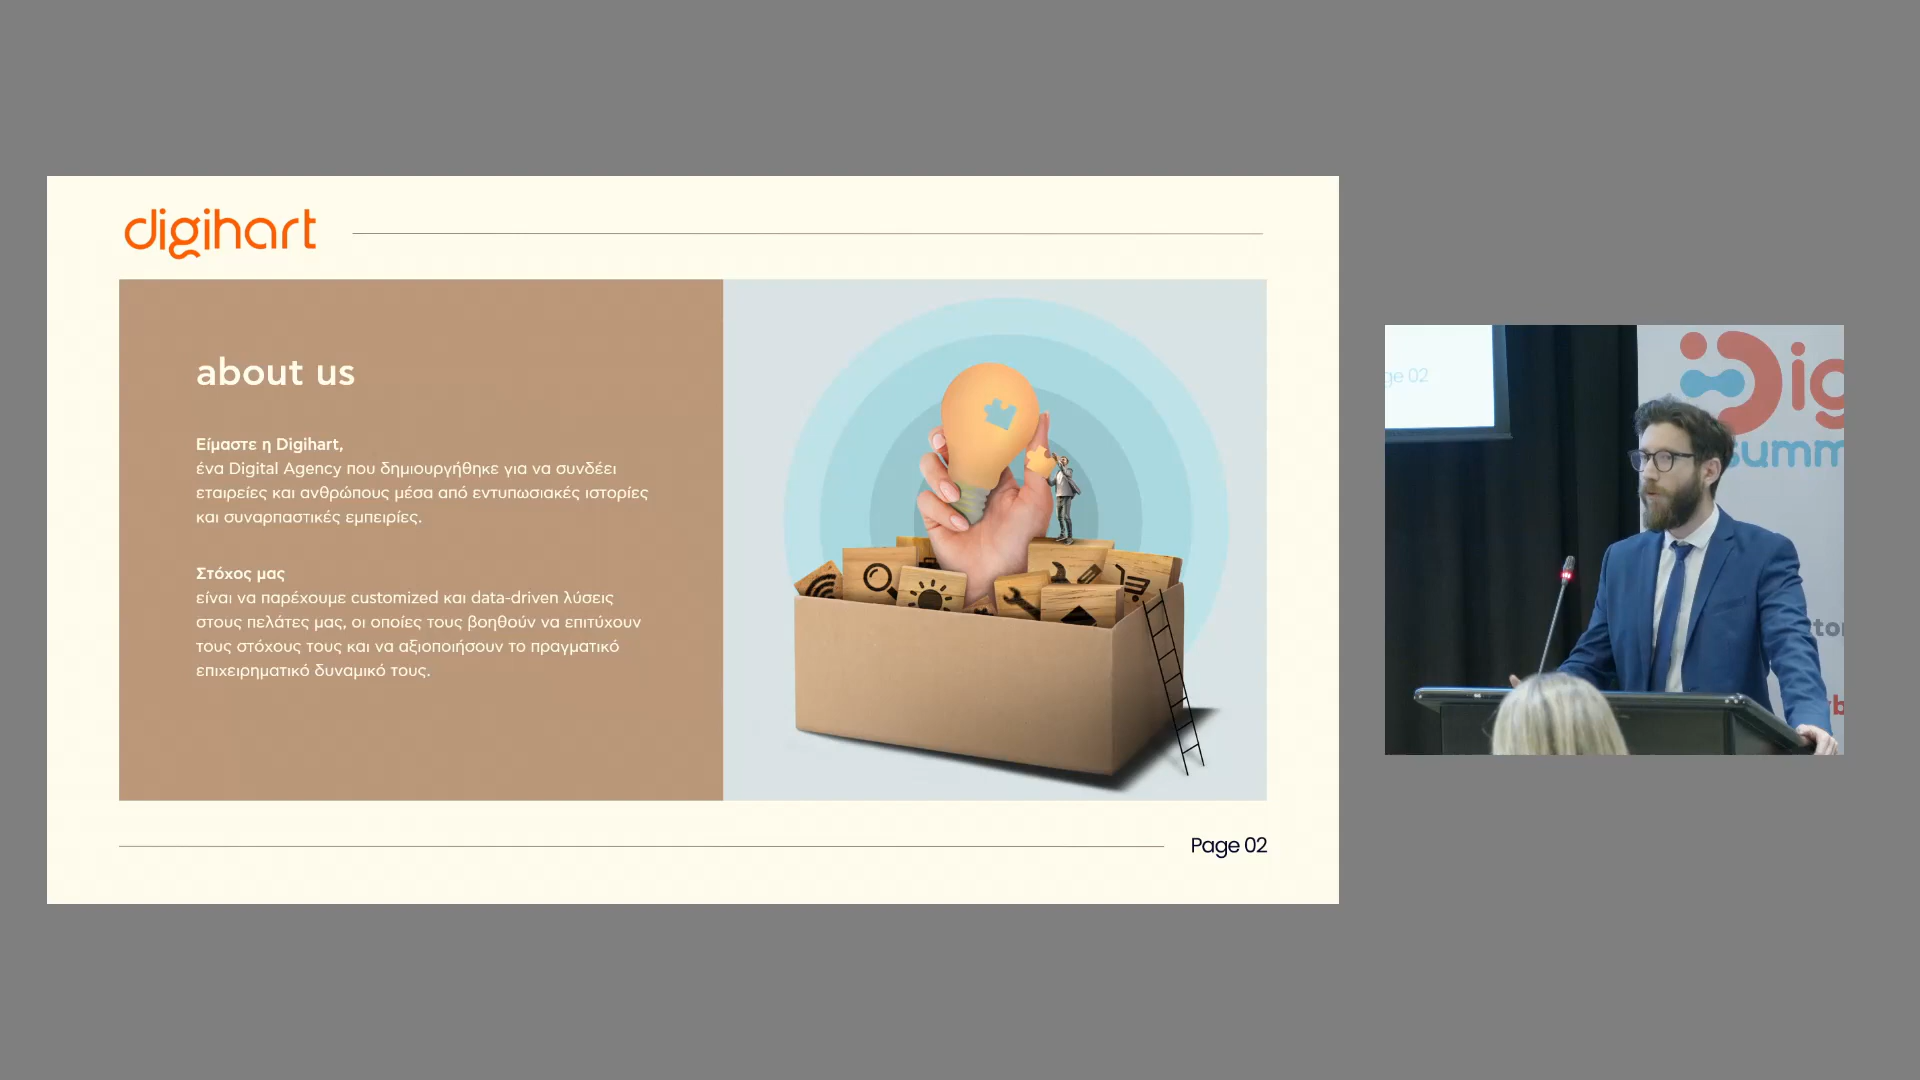 digihart
about us
Είμαστε η Digihart,
ένα Digital Agency που δημιουργήθηκε για να συνδέει
εταιρείες και ανθρώπους μέσα από εντυπωσιακές ιστορίες
και συναρπαστικές εμπειρίες.
Στόχος μας
είναι να παρέχουμε customized και data-driven λύσεις
στους πελάτες μας, οι οποίες τους βοηθούν να επιτύχουν
τους στόχους τους και να αξιοποιήσουν το πραγματικό
επιχειρηματικό δυναμικό τους.
Page 02
ge 02
Dig
summ